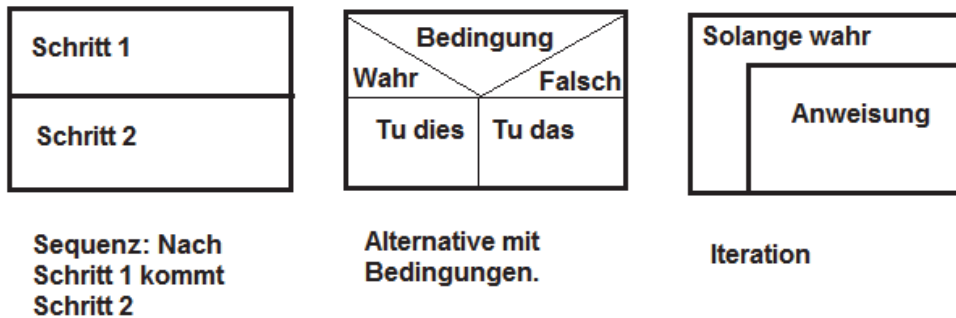 Schritt 1
Schritt 2
Sequenz: Nach
Schritt 1 kommt
Schritt 2
Bedingung
Wahr
Falsch
Tu dies
Tu das
Alternative mit
Bedingungen.
Solange wahr
Anweisung
Iteration